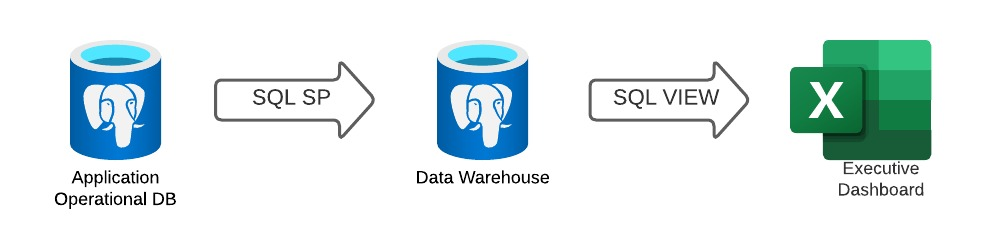 SQL SP
SQL VIEW
X
Application
Operational DB
Data Warehouse
Executive
Dashboard